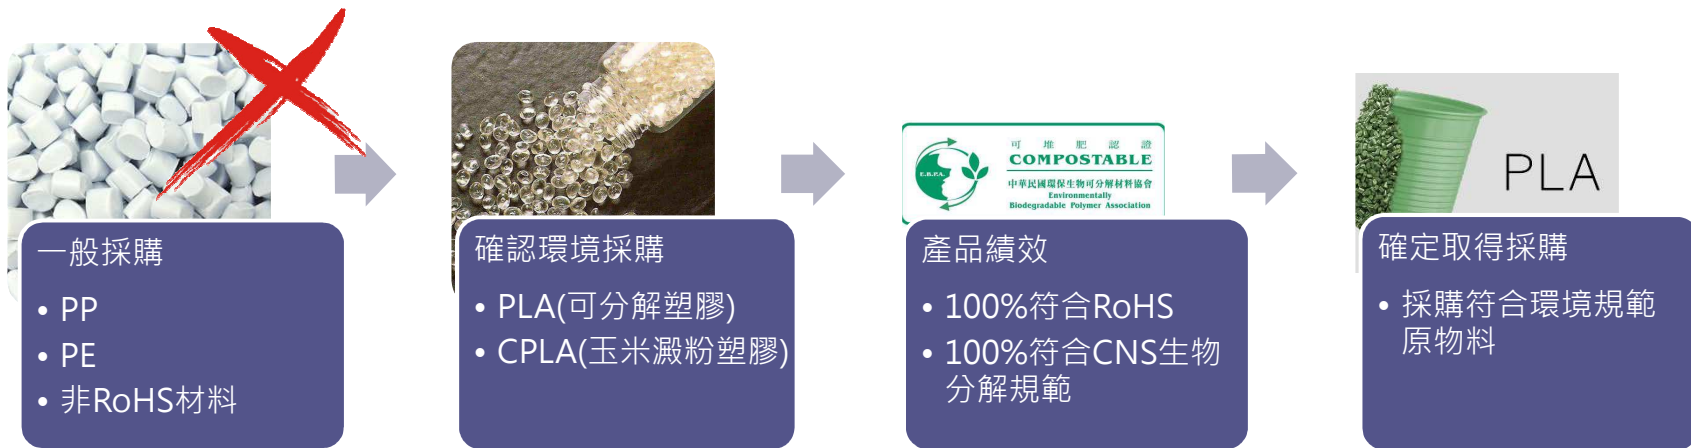 一般採購
• PP
• PE
• 非RoHS材料
確認環境採購
• PLA(可分解塑膠)
• CPLA(玉米澱粉塑膠)
可堆肥認證
COMPOSTABLE
E.B.P.A.
中華民國環保生物可分解材料協會
Environmentally
Biodegradable Polymer Association
產品績效
• 100%符合RoHS
• 100%符合CNS生物
分解規範
PLA
確定取得採購
• 採購符合環境規範
原物料